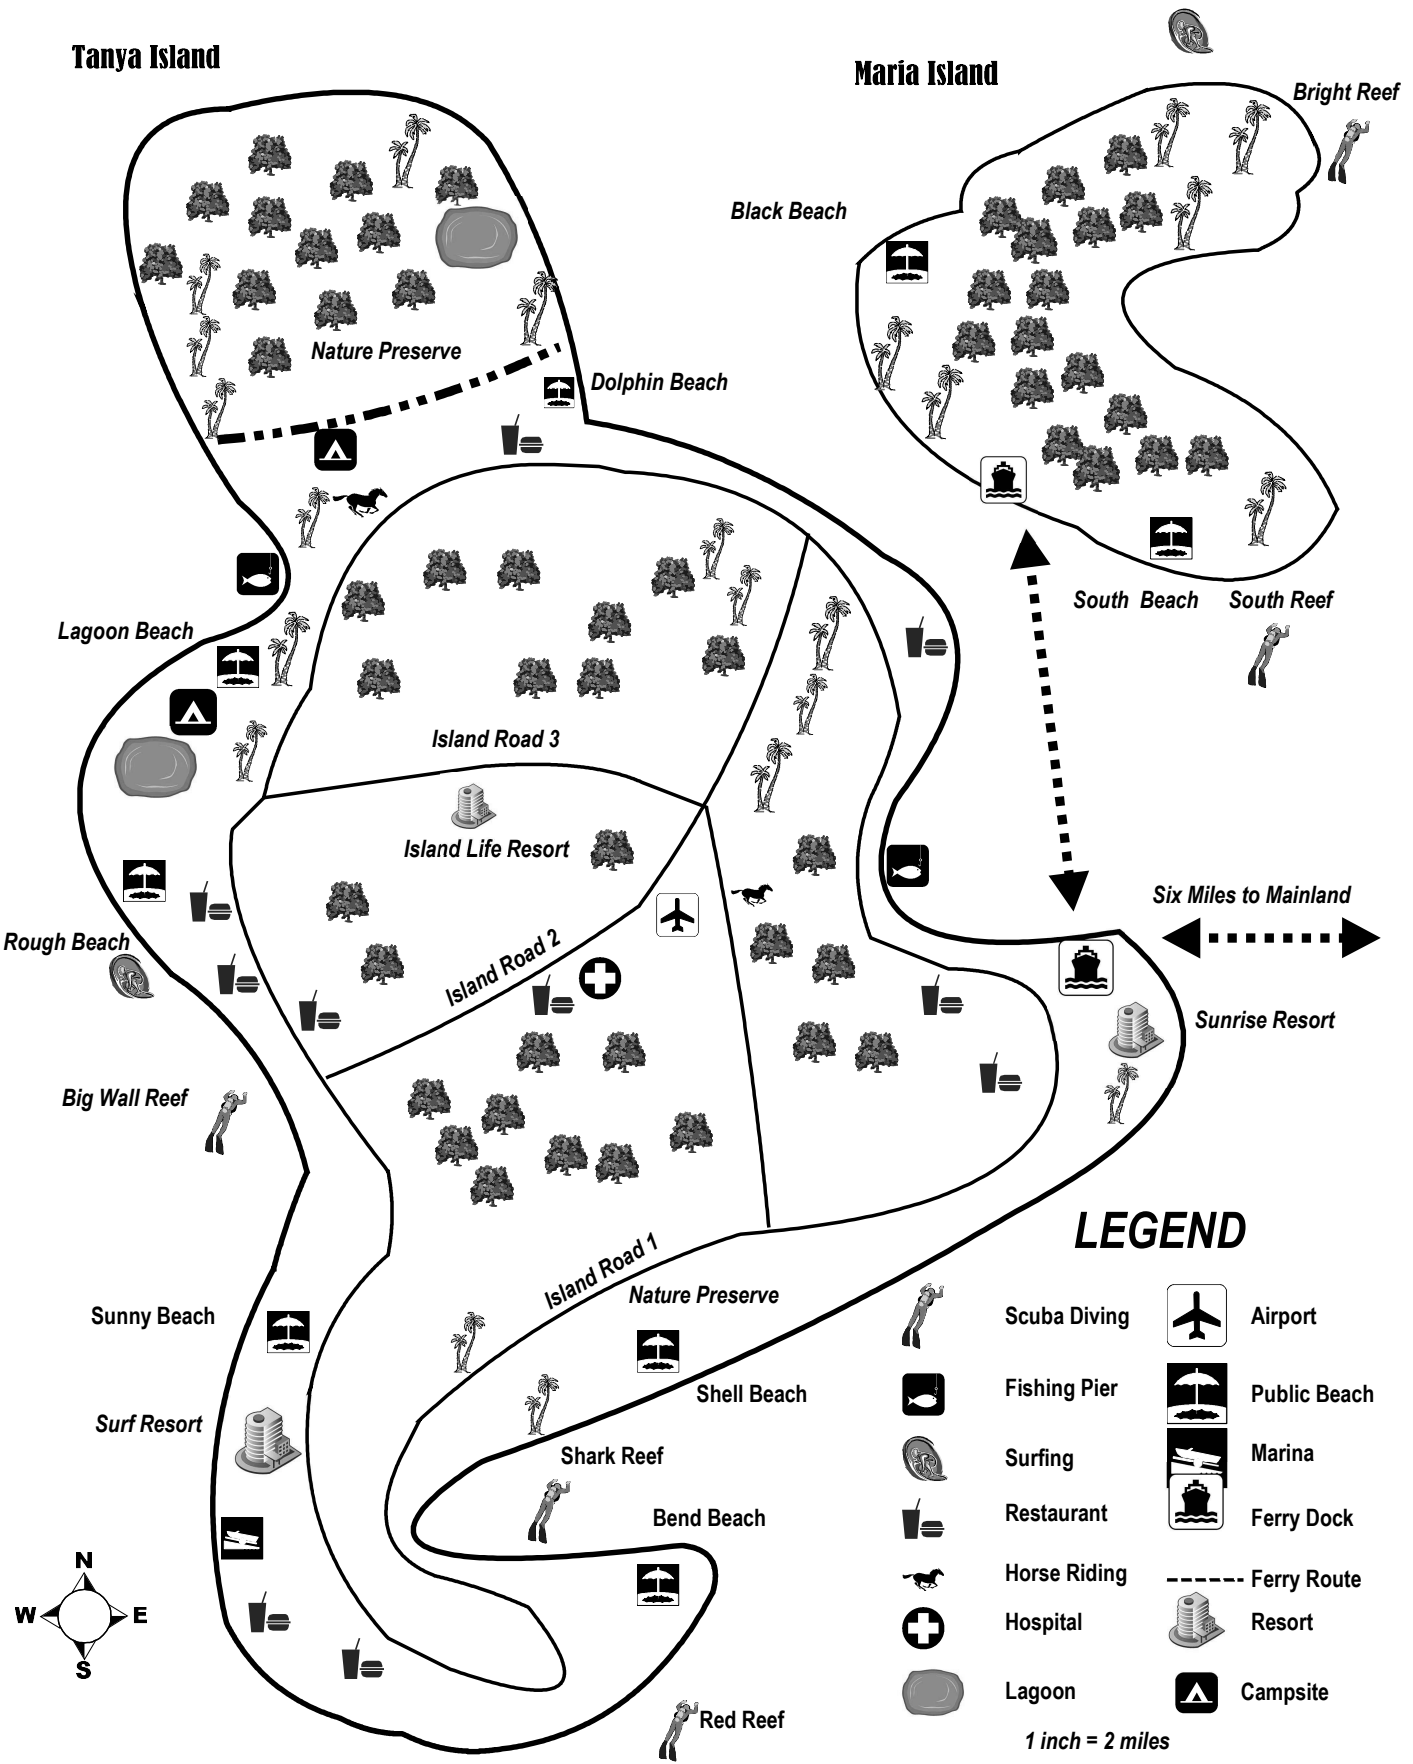 Tanya Island
Maria Island
Bright Reef
Black Beach
Nature Preserve
Dolphin Beach
Lagoon Beach
South  Beach
South Reef
Island Road 3
Island Life Resort
Six Miles to Mainland
Rough Beach
Island Road 2
Sunrise Resort
Big Wall Reef
Island Road 1
Nature Preserve
Sunny Beach
Shell Beach
Surf Resort
Shark Reef
Bend Beach
Red Reef
N
W E
S
LEGEND
Scuba Diving
Airport
Fishing Pier
Public Beach
Surfing
Marina
Restaurant
Ferry Dock
Horse Riding
Ferry Route
Hospital
Resort
Lagoon
Campsite
1 inch = 2 miles